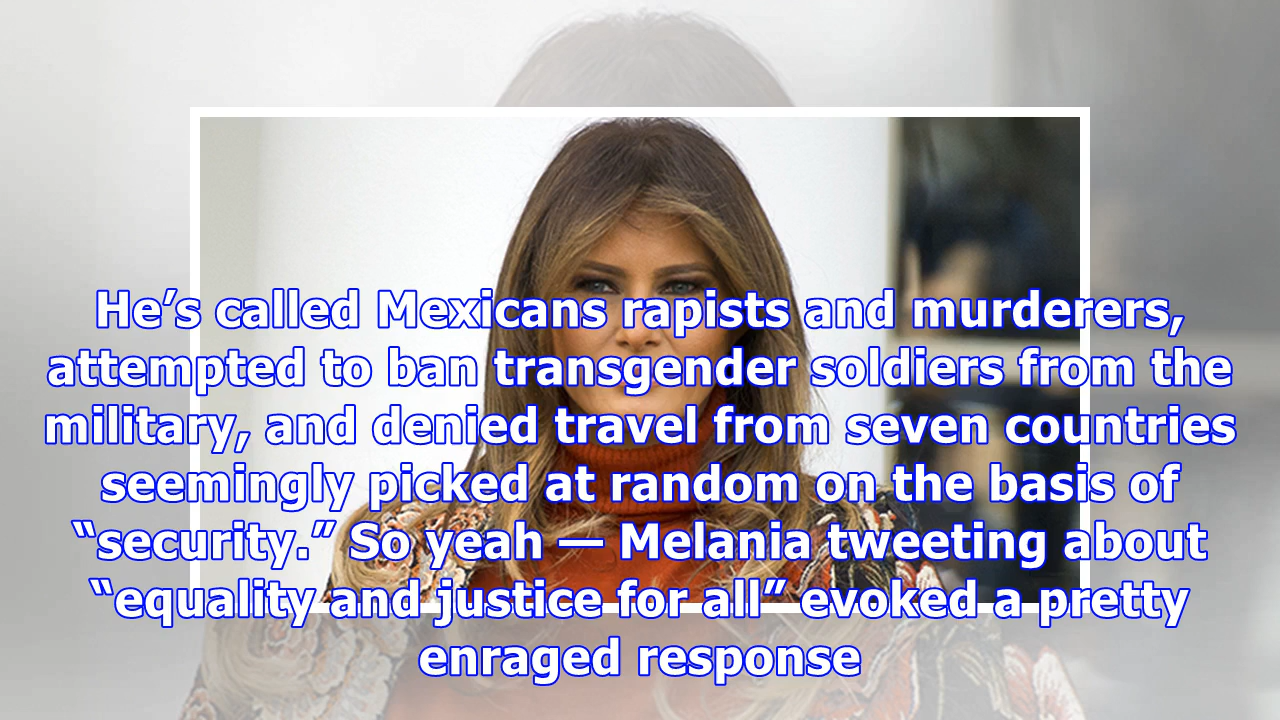 He’s called Mexicans rapists and murderers,
attempted to ban transgender soldiers from the
military, and denied travel from seven countries
seemingly picked at random on the basis of
“security.” So yeah — Melania tweeting about
“equality and justice for all” evoked a pretty
enraged response